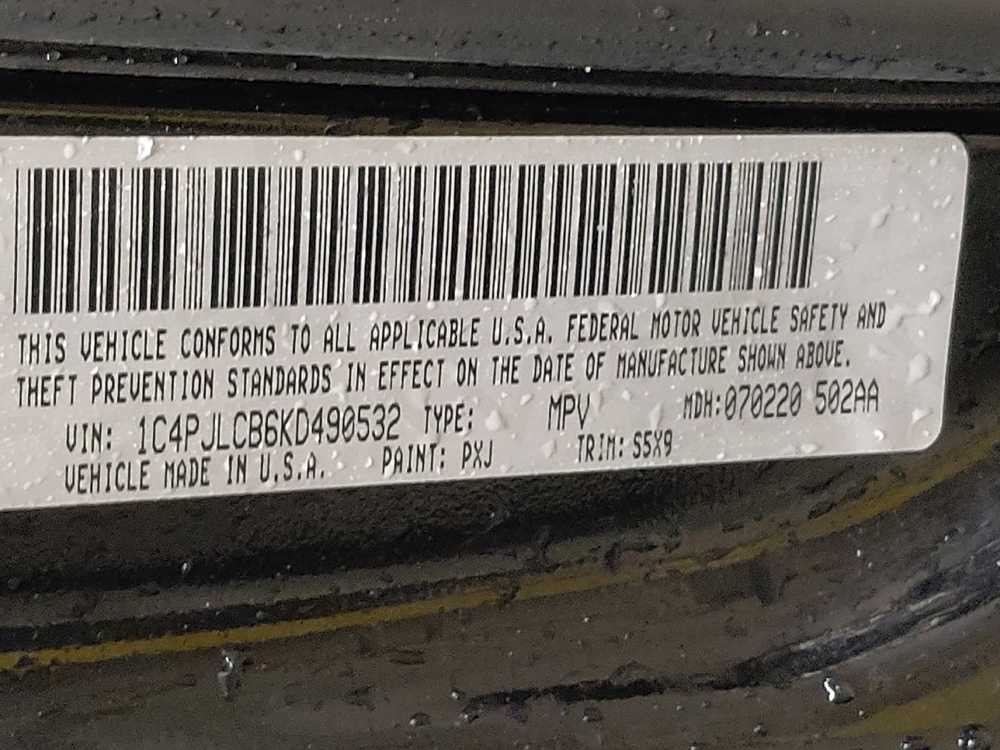 THIS VEHICLE CONFORMS TO ALL APPLICABLE U.S.A. FEDERAL MOTOR VEHICLE SAFETY AND
THEFT PREVENTION STANDARDS IN EFFECT ON THE DATE OF MANUFACTURE SHOWN ABOVE.
VIN: 1C4PJLCB6KD490532 TYPE: MPV MDH:070220 502AA
VEHICLE MADE IN U.S.A. PAINT: PXJ TRIM: S5X9